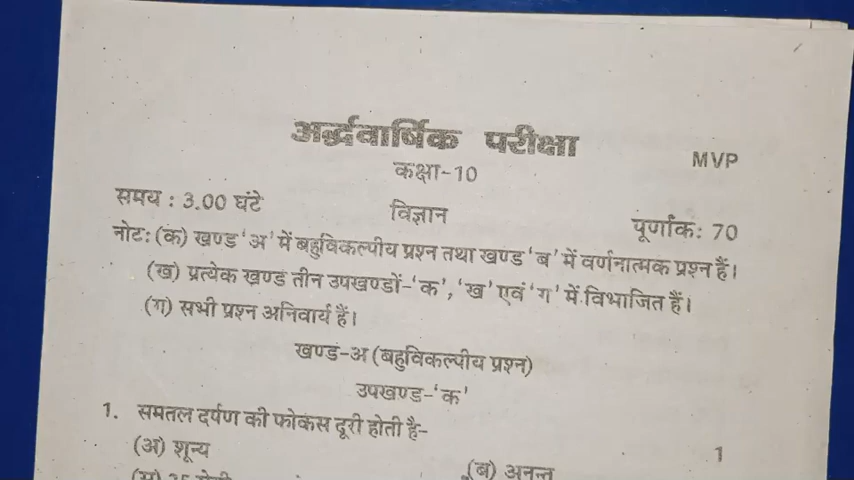 अर्द्धवार्षिक परीक्षा
कक्षा-10
MVP
समय : 3.00 घंटे
विज्ञान
पूर्णांक: 70
नोटः (क) खण्ड 'अ' में बहुविकल्पीय प्रश्न तथा खण्ड 'ब' में वर्णनात्मक प्रश्न हैं।
(ख) प्रत्येक खण्ड तीन उपखण्डों-'क', 'ख' एवं 'ग' में विभाजित हैं।
(ग) सभी प्रश्न अनिवार्य हैं।
खण्ड-अ (बहुविकल्पीय प्रश्न)
उपखण्ड-'क'
1. समतल दर्पण की फोकस दूरी होती है-
1
(अ) शून्य
(ब) अनन्त